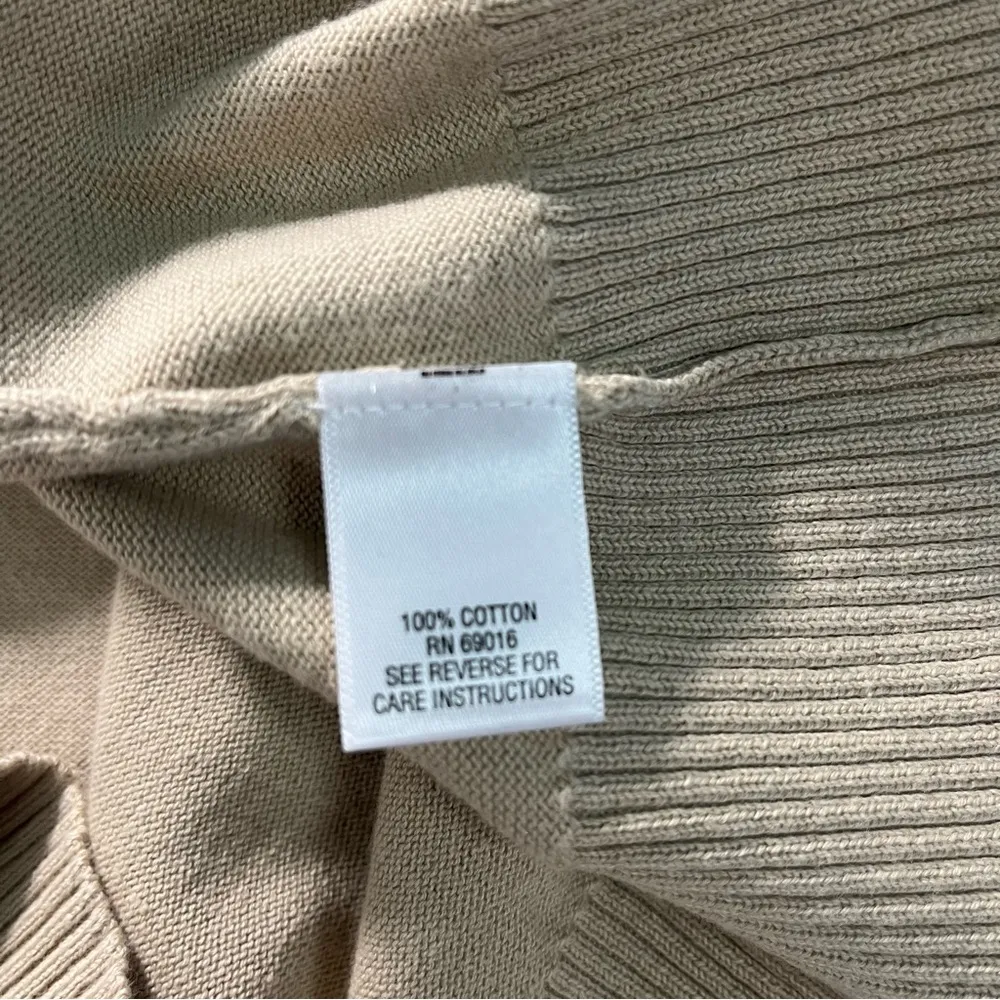 100% COTTON
RN 69016
SEE REVERSE FOR
CARE INSTRUCTIONS